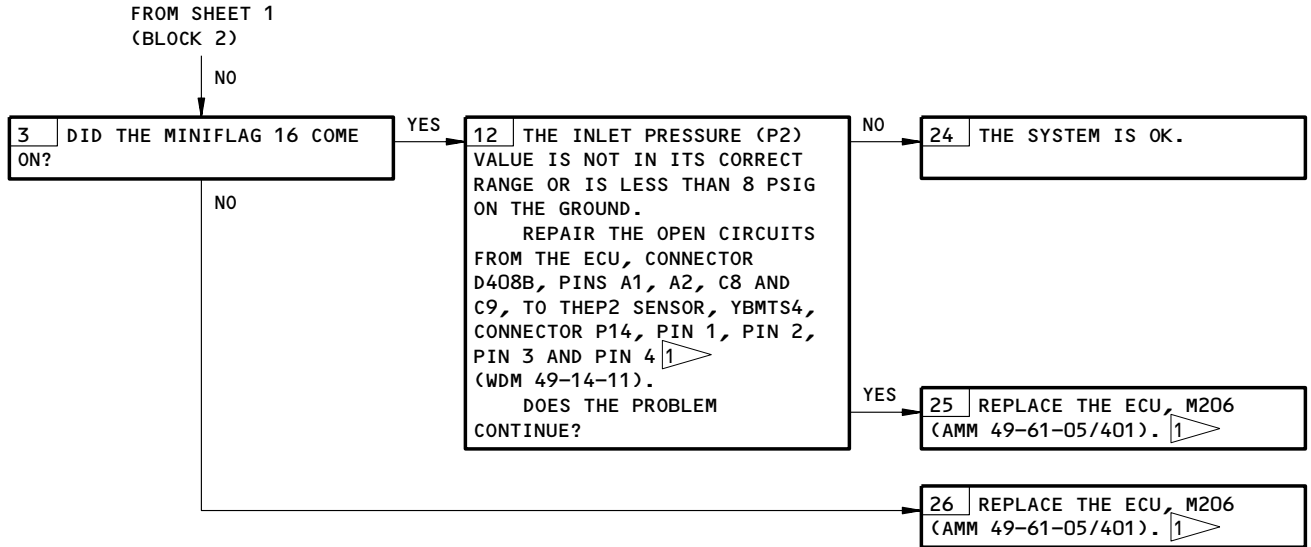 FROM SHEET 1
(BLOCK 2)
NO
3 DID THE MINIFLAG 16 COME
ON?
YES
NO
12 THE INLET PRESSURE (P2)
VALUE IS NOT IN ITS CORRECT
RANGE OR IS LESS THAN 8 PSIG
ON THE GROUND.
REPAIR THE OPEN CIRCUITS
FROM THE ECU, CONNECTOR
D408B, PINS A1, A2, C8 AND
C9, TO THEP2 SENSOR, YBMTS4,
CONNECTOR P14, PIN 1, PIN 2,
PIN 3 AND PIN 4 1
(WDM 49-14-11).
DOES THE PROBLEM
CONTINUE?
NO
24 THE SYSTEM IS OK.
YES
25 REPLACE THE ECU, M206
(AMM 49-61-05/401). 1
26 REPLACE THE ECU, M206
(AMM 49-61-05/401). 1